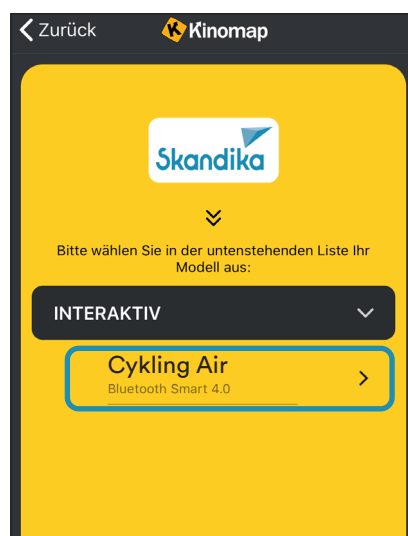 Zurück Kinomap
Skandika
Bitte wählen Sie in der untenstehenden Liste Ihr
Modell aus:
INTERAKTIV
Cykling Air
Bluetooth Smart 4.0